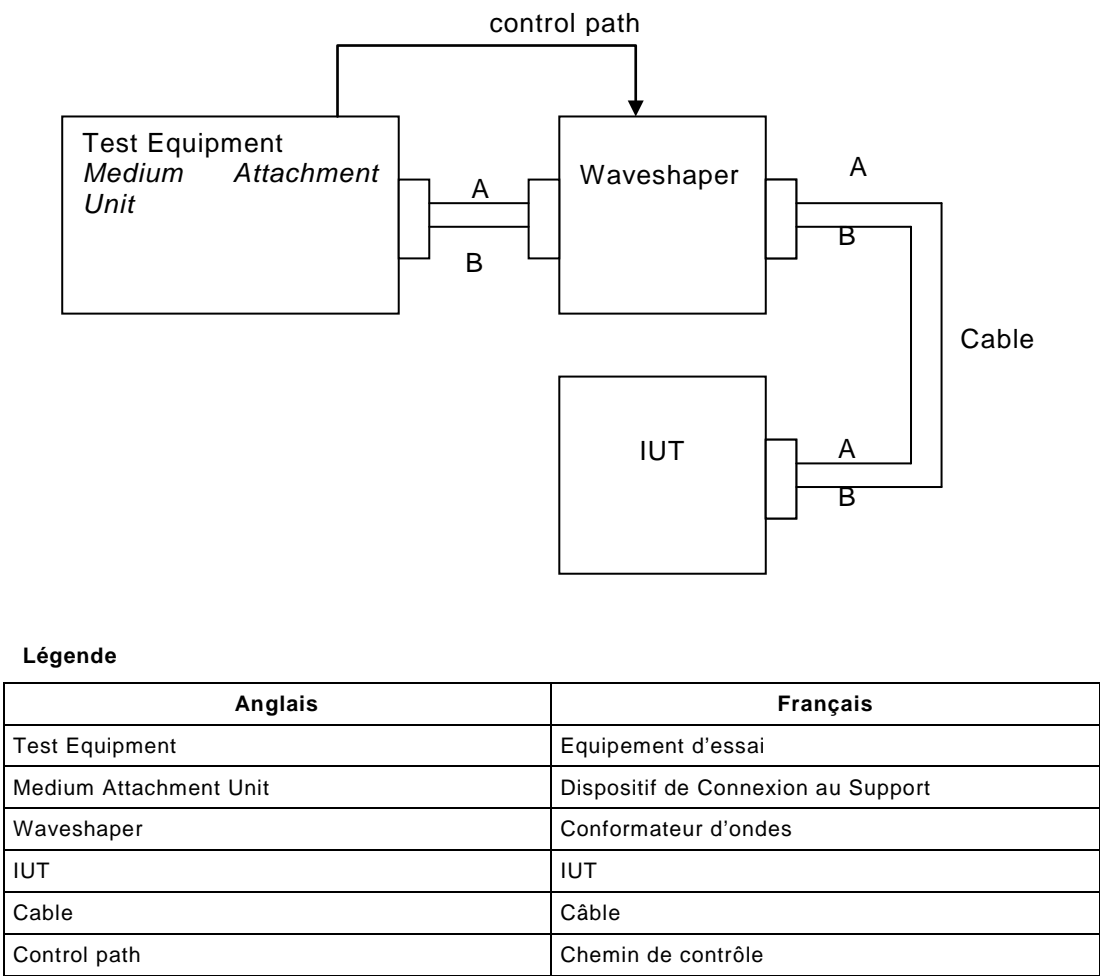 control path
Test Equipment
Medium Attachment
Unit
A
B
Waveshaper
A
B
Cable
IUT
A
B
Légende
Anglais Français
Test Equipment Equipement d'essai
Medium Attachment Unit Dispositif de Connexion au Support
Waveshaper Conformateur d’ondes
IUT IUT
Cable Câble
Control path Chemin de contrôle